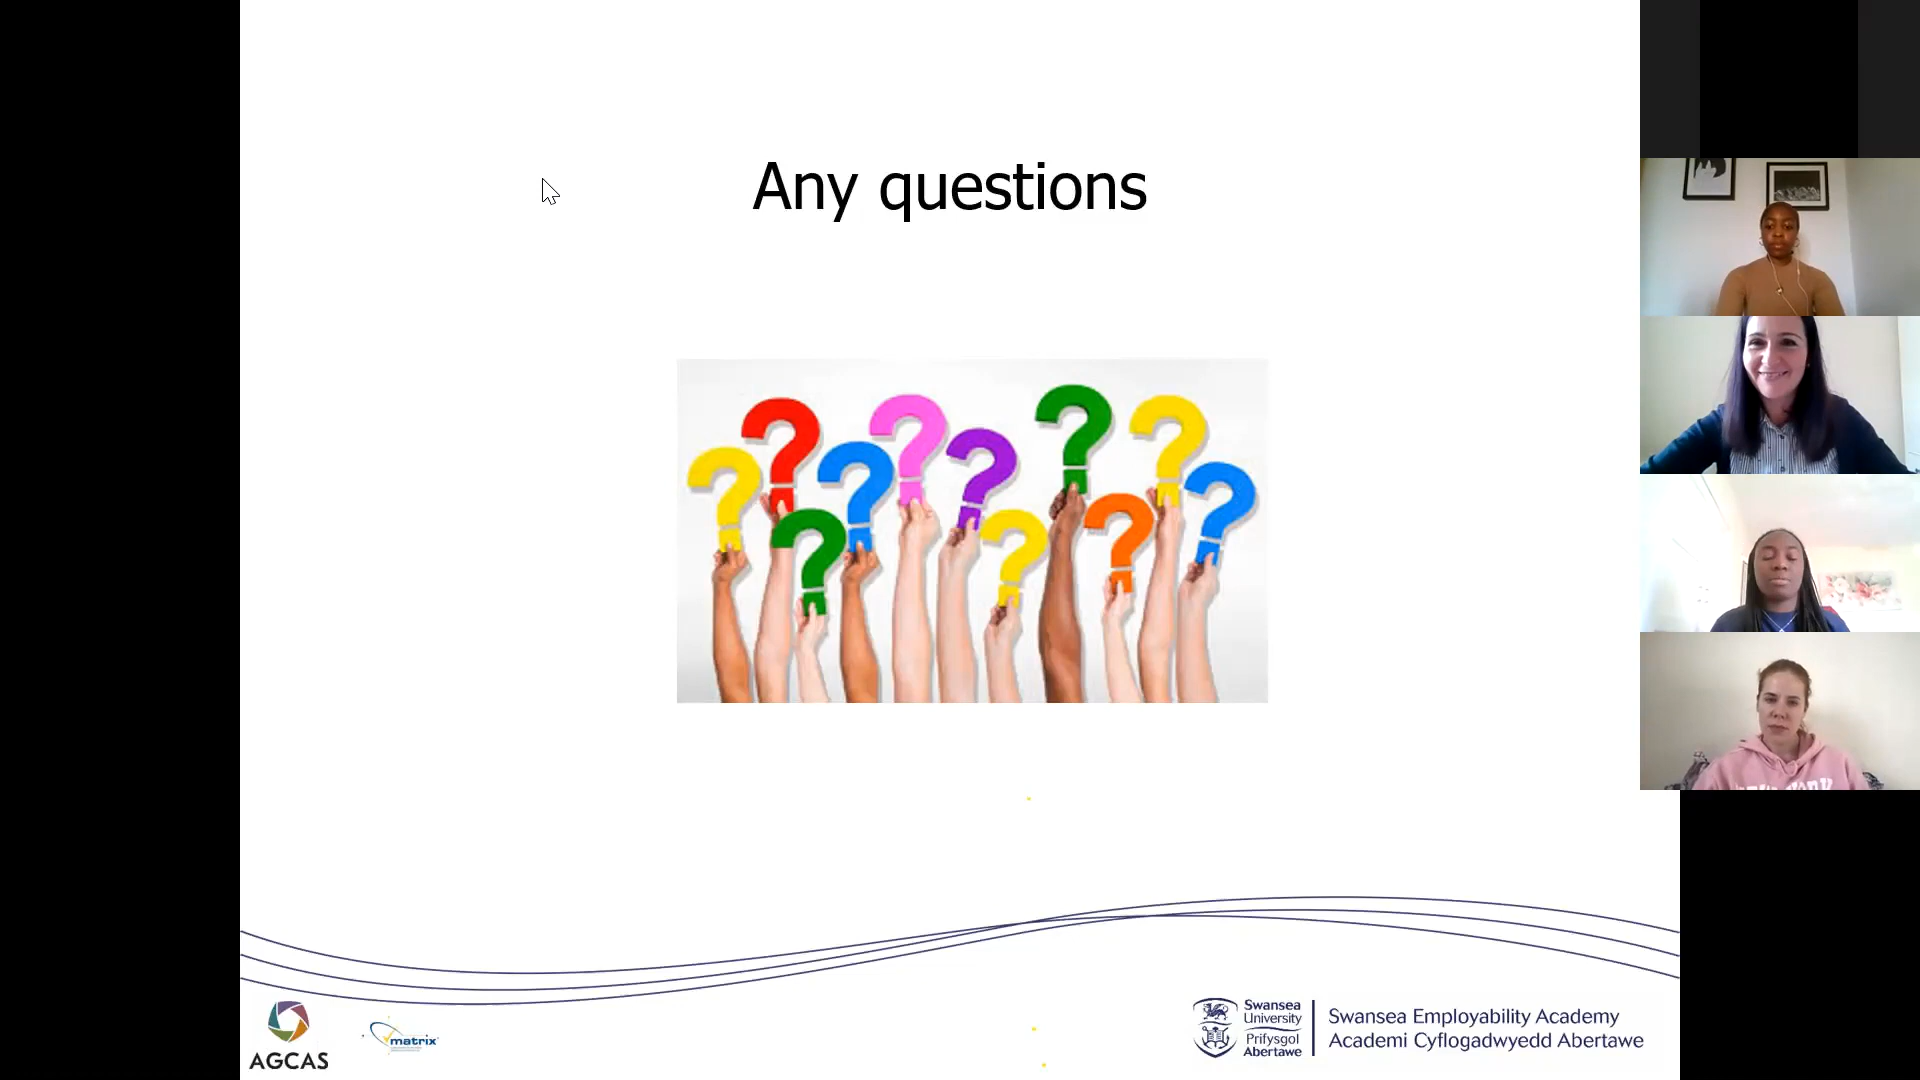 Any questions
AGCAS
matrix
Swansea
University
Prifysgol
Abertawe
Swansea Employability Academy
Academi Cyflogadwyedd Abertawe